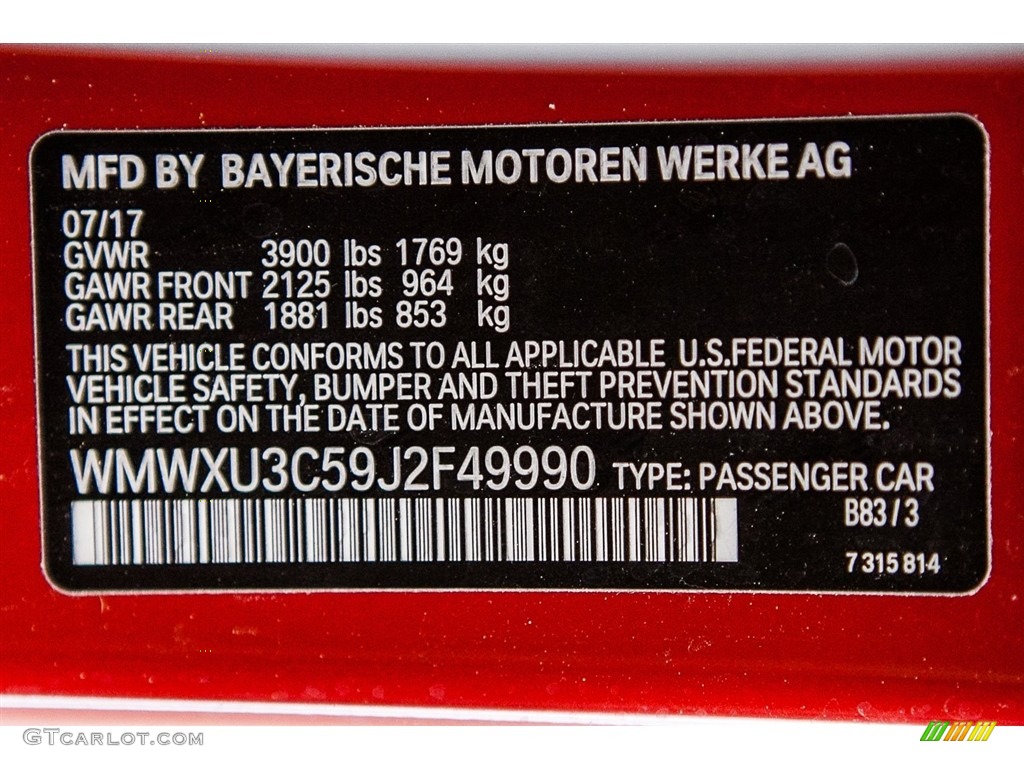 MFD BY BAYERISCHE MOTOREN WERKE AG
07/17
GVWR 3900 lbs 1769 kg
GAWR FRONT 2125 lbs 964 kg
GAWR REAR 1881 lbs 853 kg
THIS VEHICLE CONFORMS TO ALL APPLICABLE U.S.FEDERAL MOTOR
VEHICLE SAFETY, BUMPER AND THEFT PREVENTION STANDARDS
IN EFFECT ON THE DATE OF MANUFACTURE SHOWN ABOVE.
WMWXU3C59J2F49990 TYPE: PASSENGER CAR
B83/3
7 315 814
GTCARLOT.COM